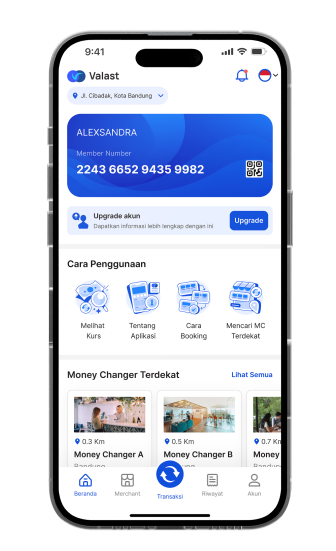 9:41
Valast
Jl. Cibadak, Kota Bandung
ALEXSANDRA
Member Number
2243 6652 9435 9982
Upgrade akun
Dapatkan informasi lebih lengkap dengan ini
Upgrade
Cara Penggunaan
Melihat Kurs
Tentang Aplikasi
Cara Booking
Mencari MC Terdekat
Money Changer Terdekat
Lihat Semua
0.3 Km
0.5 Km
0.7 Km
Money Changer A
Money Changer B
Money
Bandung
Beranda
Merchant
Transaksi
Riwayat
Akun